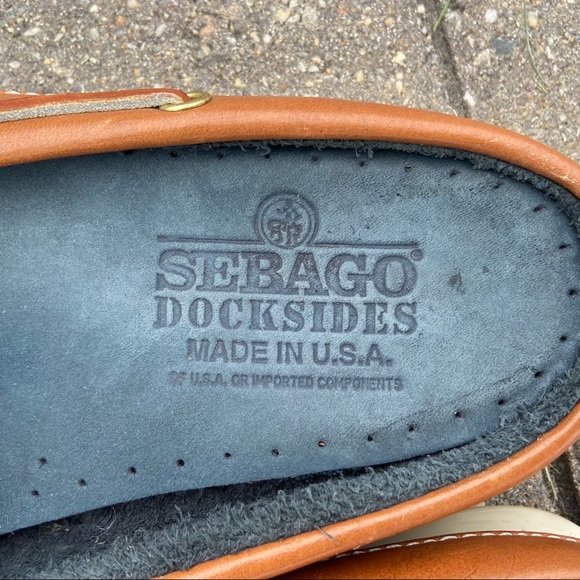 SEBAGO®
DOCKSIDES
MADE IN U.S.A.
OF U.S.A. OR IMPORTED COMPONENTS